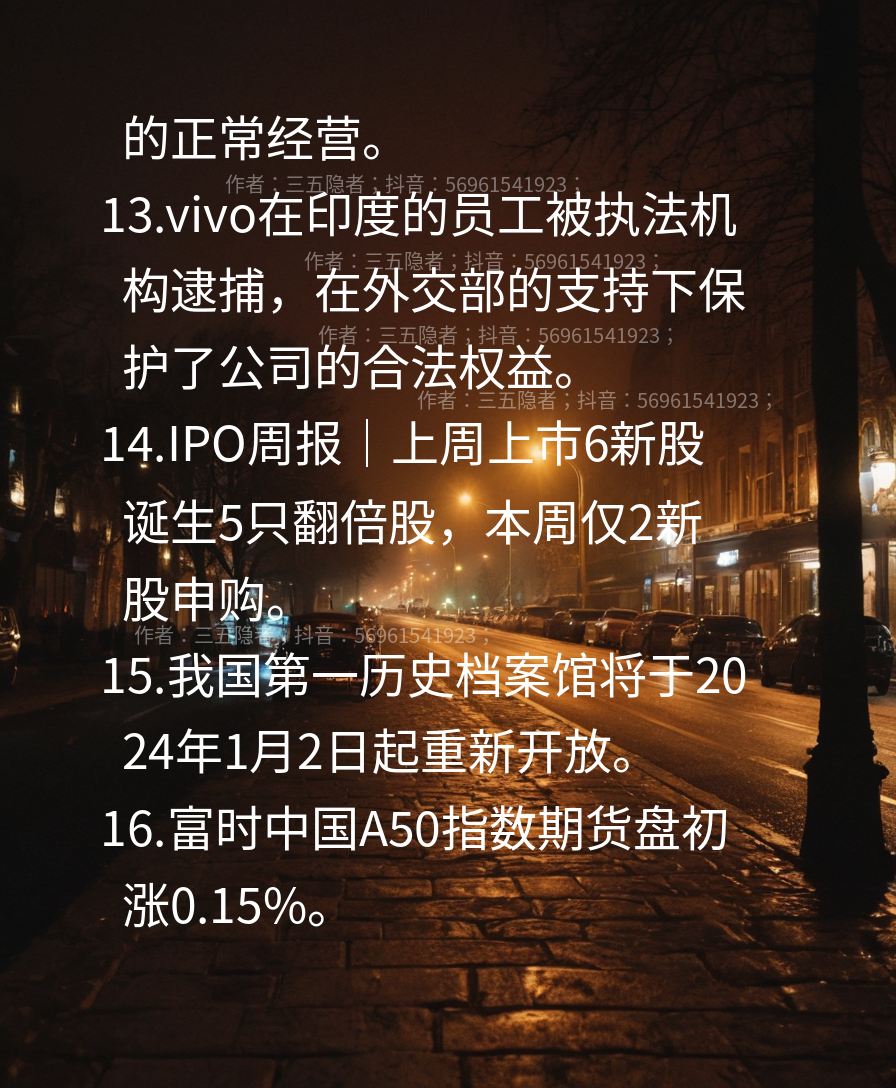 的正常经营。
作者：三五隐者；抖音：56961541923；
13.vivo在印度的员工被执法机
作者：三五隐者；抖音：56961541923；
构逮捕，在外交部的支持下保
作者：三五隐者；抖音：56961541923；
护了公司的合法权益。
作者：三五隐者；抖音：56961541923；
14.IPO周报｜上周上市6新股
诞生5只翻倍股，本周仅2新
股申购。
作者：三五隐者；抖音：56961541923；
15.我国第一历史档案馆将于20
24年1月2日起重新开放。
16.富时中国A50指数期货盘初
涨0.15%。